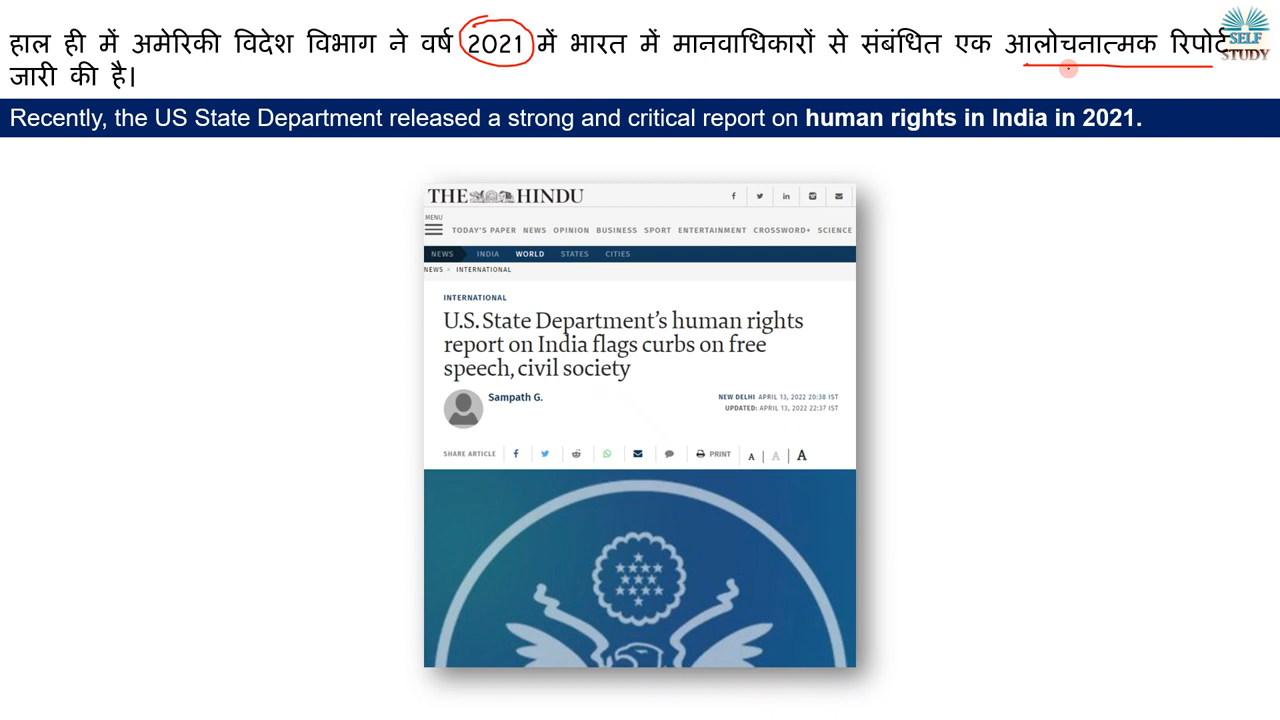 हाल ही में अमेरिकी विदेश विभाग ने वर्ष 2021 में भारत में मानवाधिकारों से संबंधित एक आलोचनात्मक रिपोर्ट
जारी की है।
SELF
STUDY
Recently, the US State Department released a strong and critical report on human rights in India in 2021.
THE HINDU
MENU
TODAY'S PAPER NEWS OPINION BUSINESS SPORT ENTERTAINMENT CROSSWORD+ SCIENCE
NEWS INDIA WORLD STATES CITIES
NEWS > INTERNATIONAL
INTERNATIONAL
U.S. State Department's human rights
report on India flags curbs on free
speech, civil society
Sampath G.
NEW DELHI APRIL 13, 2022 20:38 IST
UPDATED: APRIL 13, 2022 22:37 IST
SHARE ARTICLE PRINT A A A